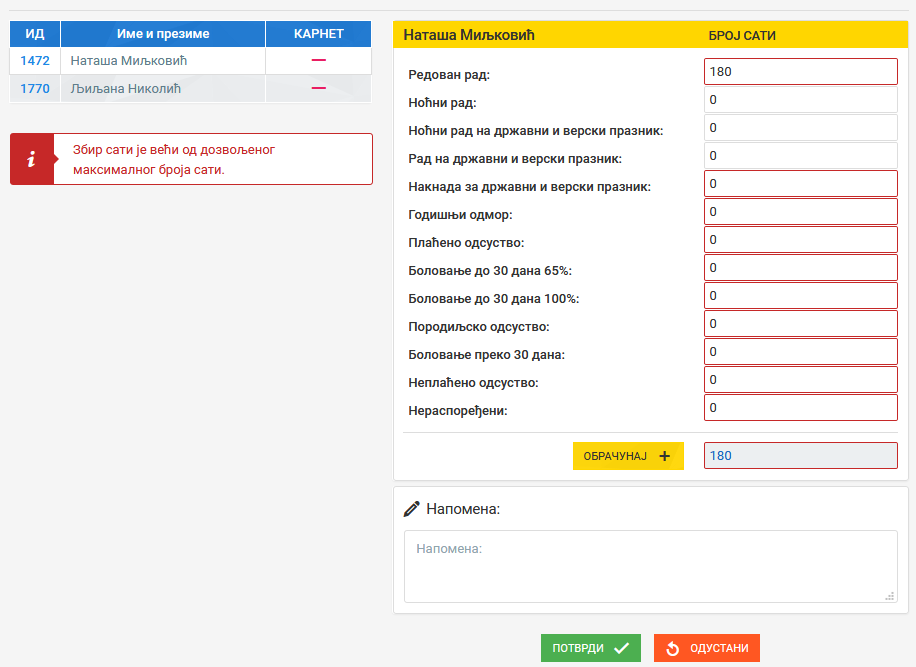 ИД Име и презиме КАРНЕТ
1472 Наташа Миљковић —
1770 Љиљана Николић —
Збир сати је већи од дозвољеног
максималног броја сати.
Наташа Миљковић БРОЈ САТИ
Редован рад: 180
Ноћни рад: 0
Ноћни рад на државни и верски празник: 0
Рад на државни и верски празник: 0
Накнада за државни и верски празник: 0
Годишњи одмор: 0
Плаћено одсуство: 0
Боловање до 30 дана 65%: 0
Боловање до 30 дана 100%: 0
Породиљско одсуство: 0
Боловање преко 30 дана: 0
Неплаћено одсуство: 0
Нераспоређени: 0
ОБРАЧУНАЈ + 180
Напомена:
Напомена:
ПОТВРДИ ОДУСТАНИ